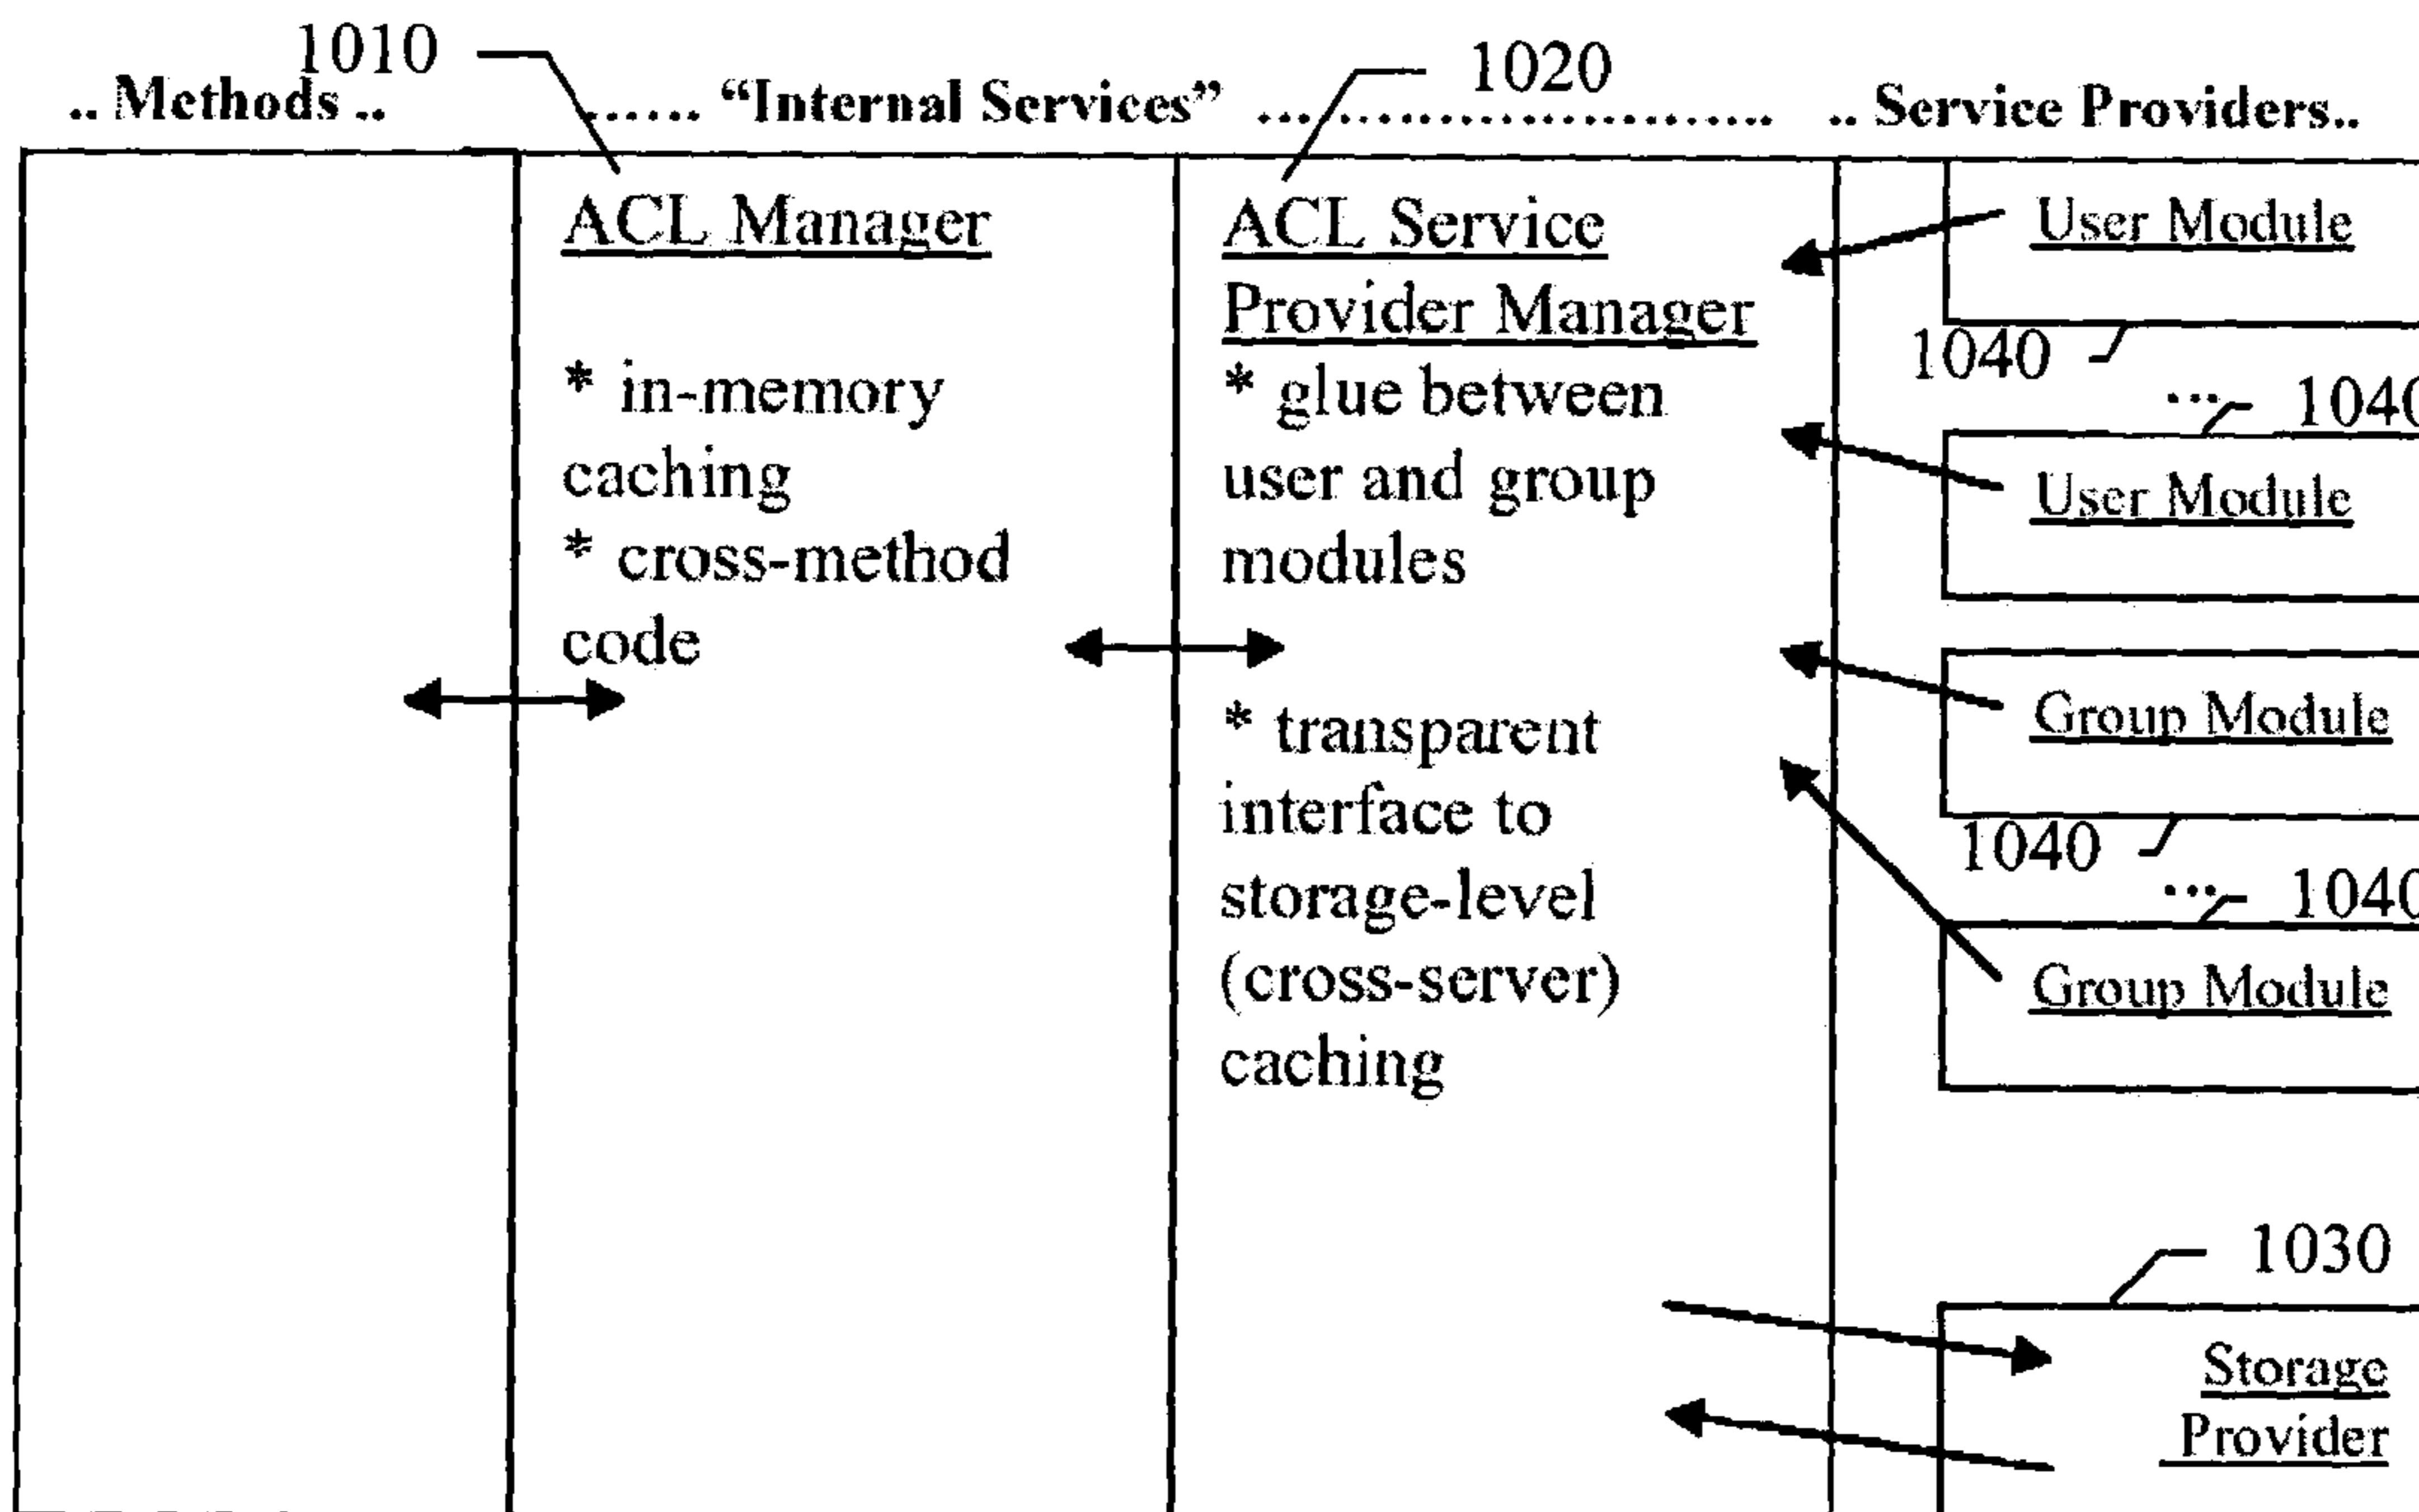 1010
1020
.. Methods ..
...... “Internal Services” ........................
.. Service Providers..
ACL Manager
* in-memory
caching
* cross-method
code
ACL Service
Provider Manager
* glue between
user and group
modules
* transparent
interface to
storage-level
(cross-server)
caching
User Module
1040
... 1040
User Module
Group Module
1040
... 1040
Group Module
1030
Storage
Provider